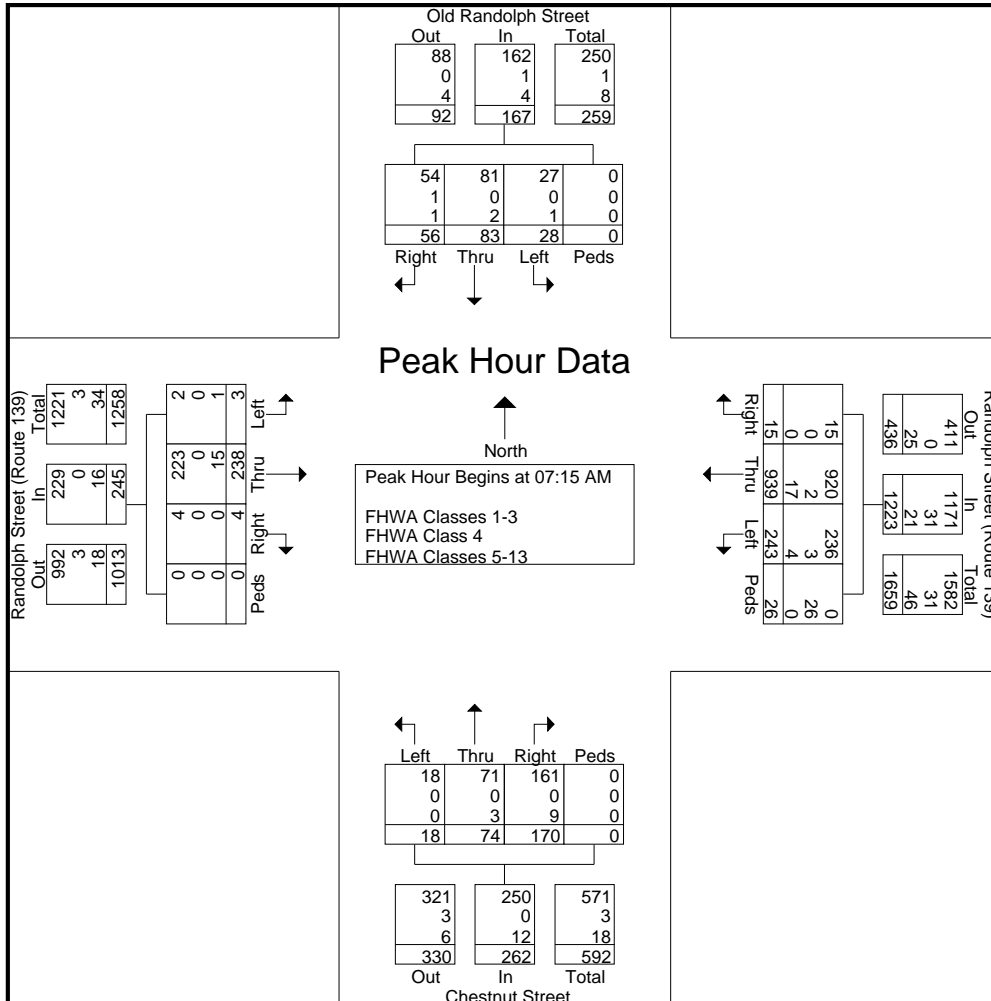 Old Randolph Street
Out In Total
88 162 250
0 1 1
4 4 8
92 167 259
54 81 27 0
1 0 0 0
1 2 1 0
56 83 28 0
Right Thru Left Peds
Peak Hour Data
North
Peak Hour Begins at 07:15 AM
FHWA Classes 1-3
FHWA Class 4
FHWA Classes 5-13
Randolph Street (Route 139)
Total In Out
1221 229 992
3 0 3
34 16 18
1258 245 1013
2 223 4 0
0 0 0 0
1 15 0 0
3 238 4 0
Left Thru Right Peds
Randolph Street (Route 139)
Out In Total
411 1171 1582
0 31 31
25 21 46
436 1223 1659
15 920 236 0
0 2 3 26
0 17 4 0
15 939 243 26
Right Thru Left Peds
Left Thru Right Peds
18 71 161 0
0 0 0 0
0 3 9 0
18 74 170 0
321 250 571
3 0 3
6 12 18
330 262 592
Out In Total
Chestnut Street